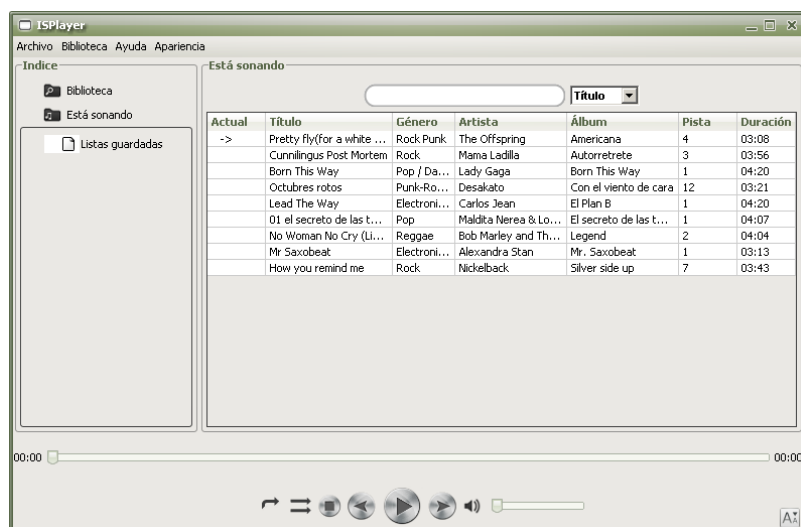 ISPlayer
Archivo Biblioteca Ayuda Apariencia
Indice
Biblioteca
Está sonando
Listas guardadas
Está sonando
Título
Actual Título Género Artista Álbum Pista Duración
-> Pretty fly(for a white ... Rock Punk The Offspring Americana 4 03:08
Cunnilingus Post Mortem Rock Mama Ladilla Autorretrete 3 03:56
Born This Way Pop / Da... Lady Gaga Born This Way 1 04:20
Octubres rotos Punk-Ro... Desakato Con el viento de cara 12 03:21
Lead The Way Electroni... Carlos Jean El Plan B 1 04:20
01 el secreto de las t... Pop Maldita Nerea & Lo... El secreto de las t... 1 04:07
No Woman No Cry (Li... Reggae Bob Marley and Th... Legend 2 04:04
Mr Saxobeat Electroni... Alexandra Stan Mr. Saxobeat 1 03:13
How you remind me Rock Nickelback Silver side up 7 03:43
00:00 00:00